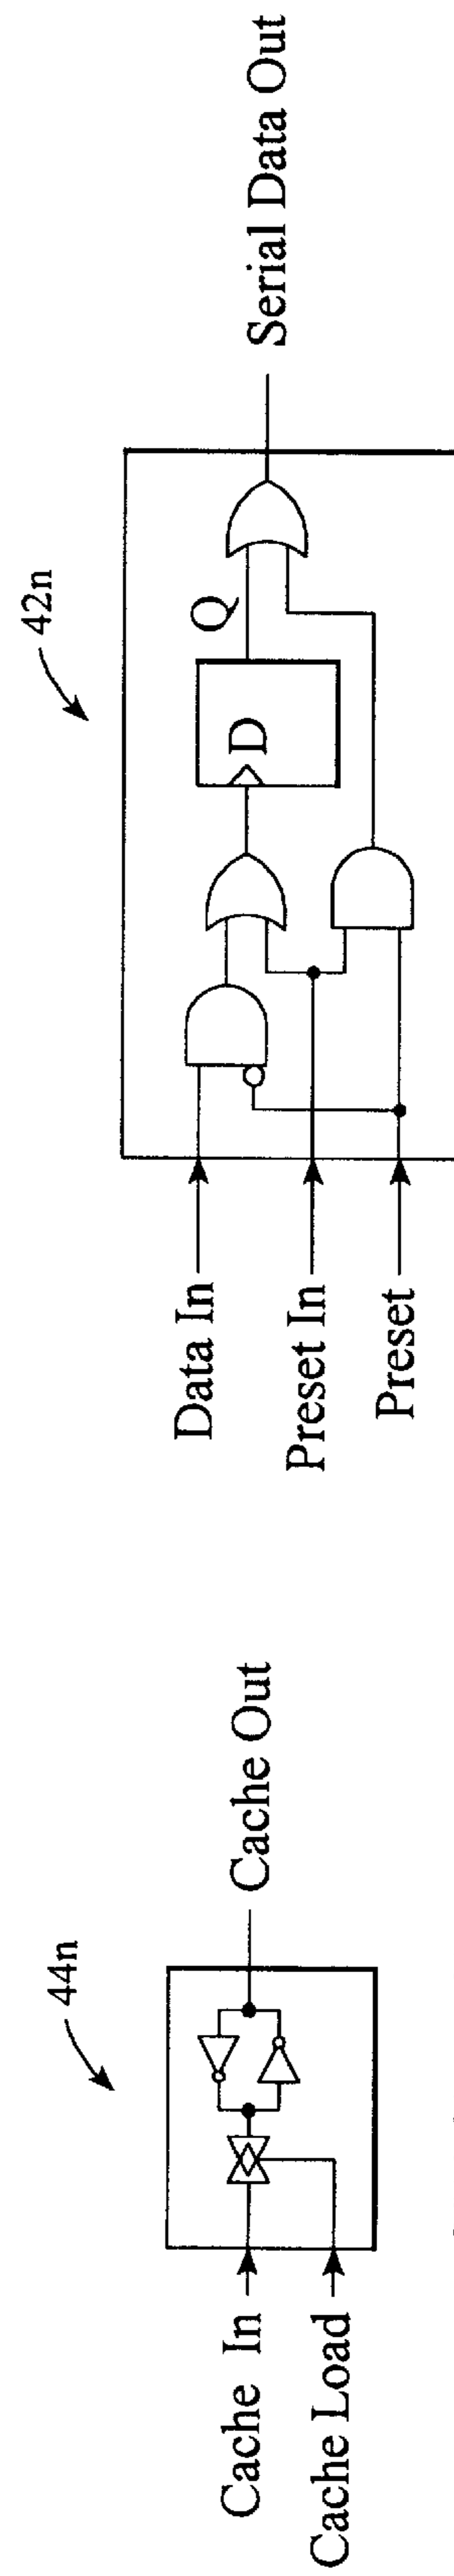 44n
Cache In
Cache Load
Cache Out
42n
Data In
Preset In
Preset
D
Q
Serial Data Out